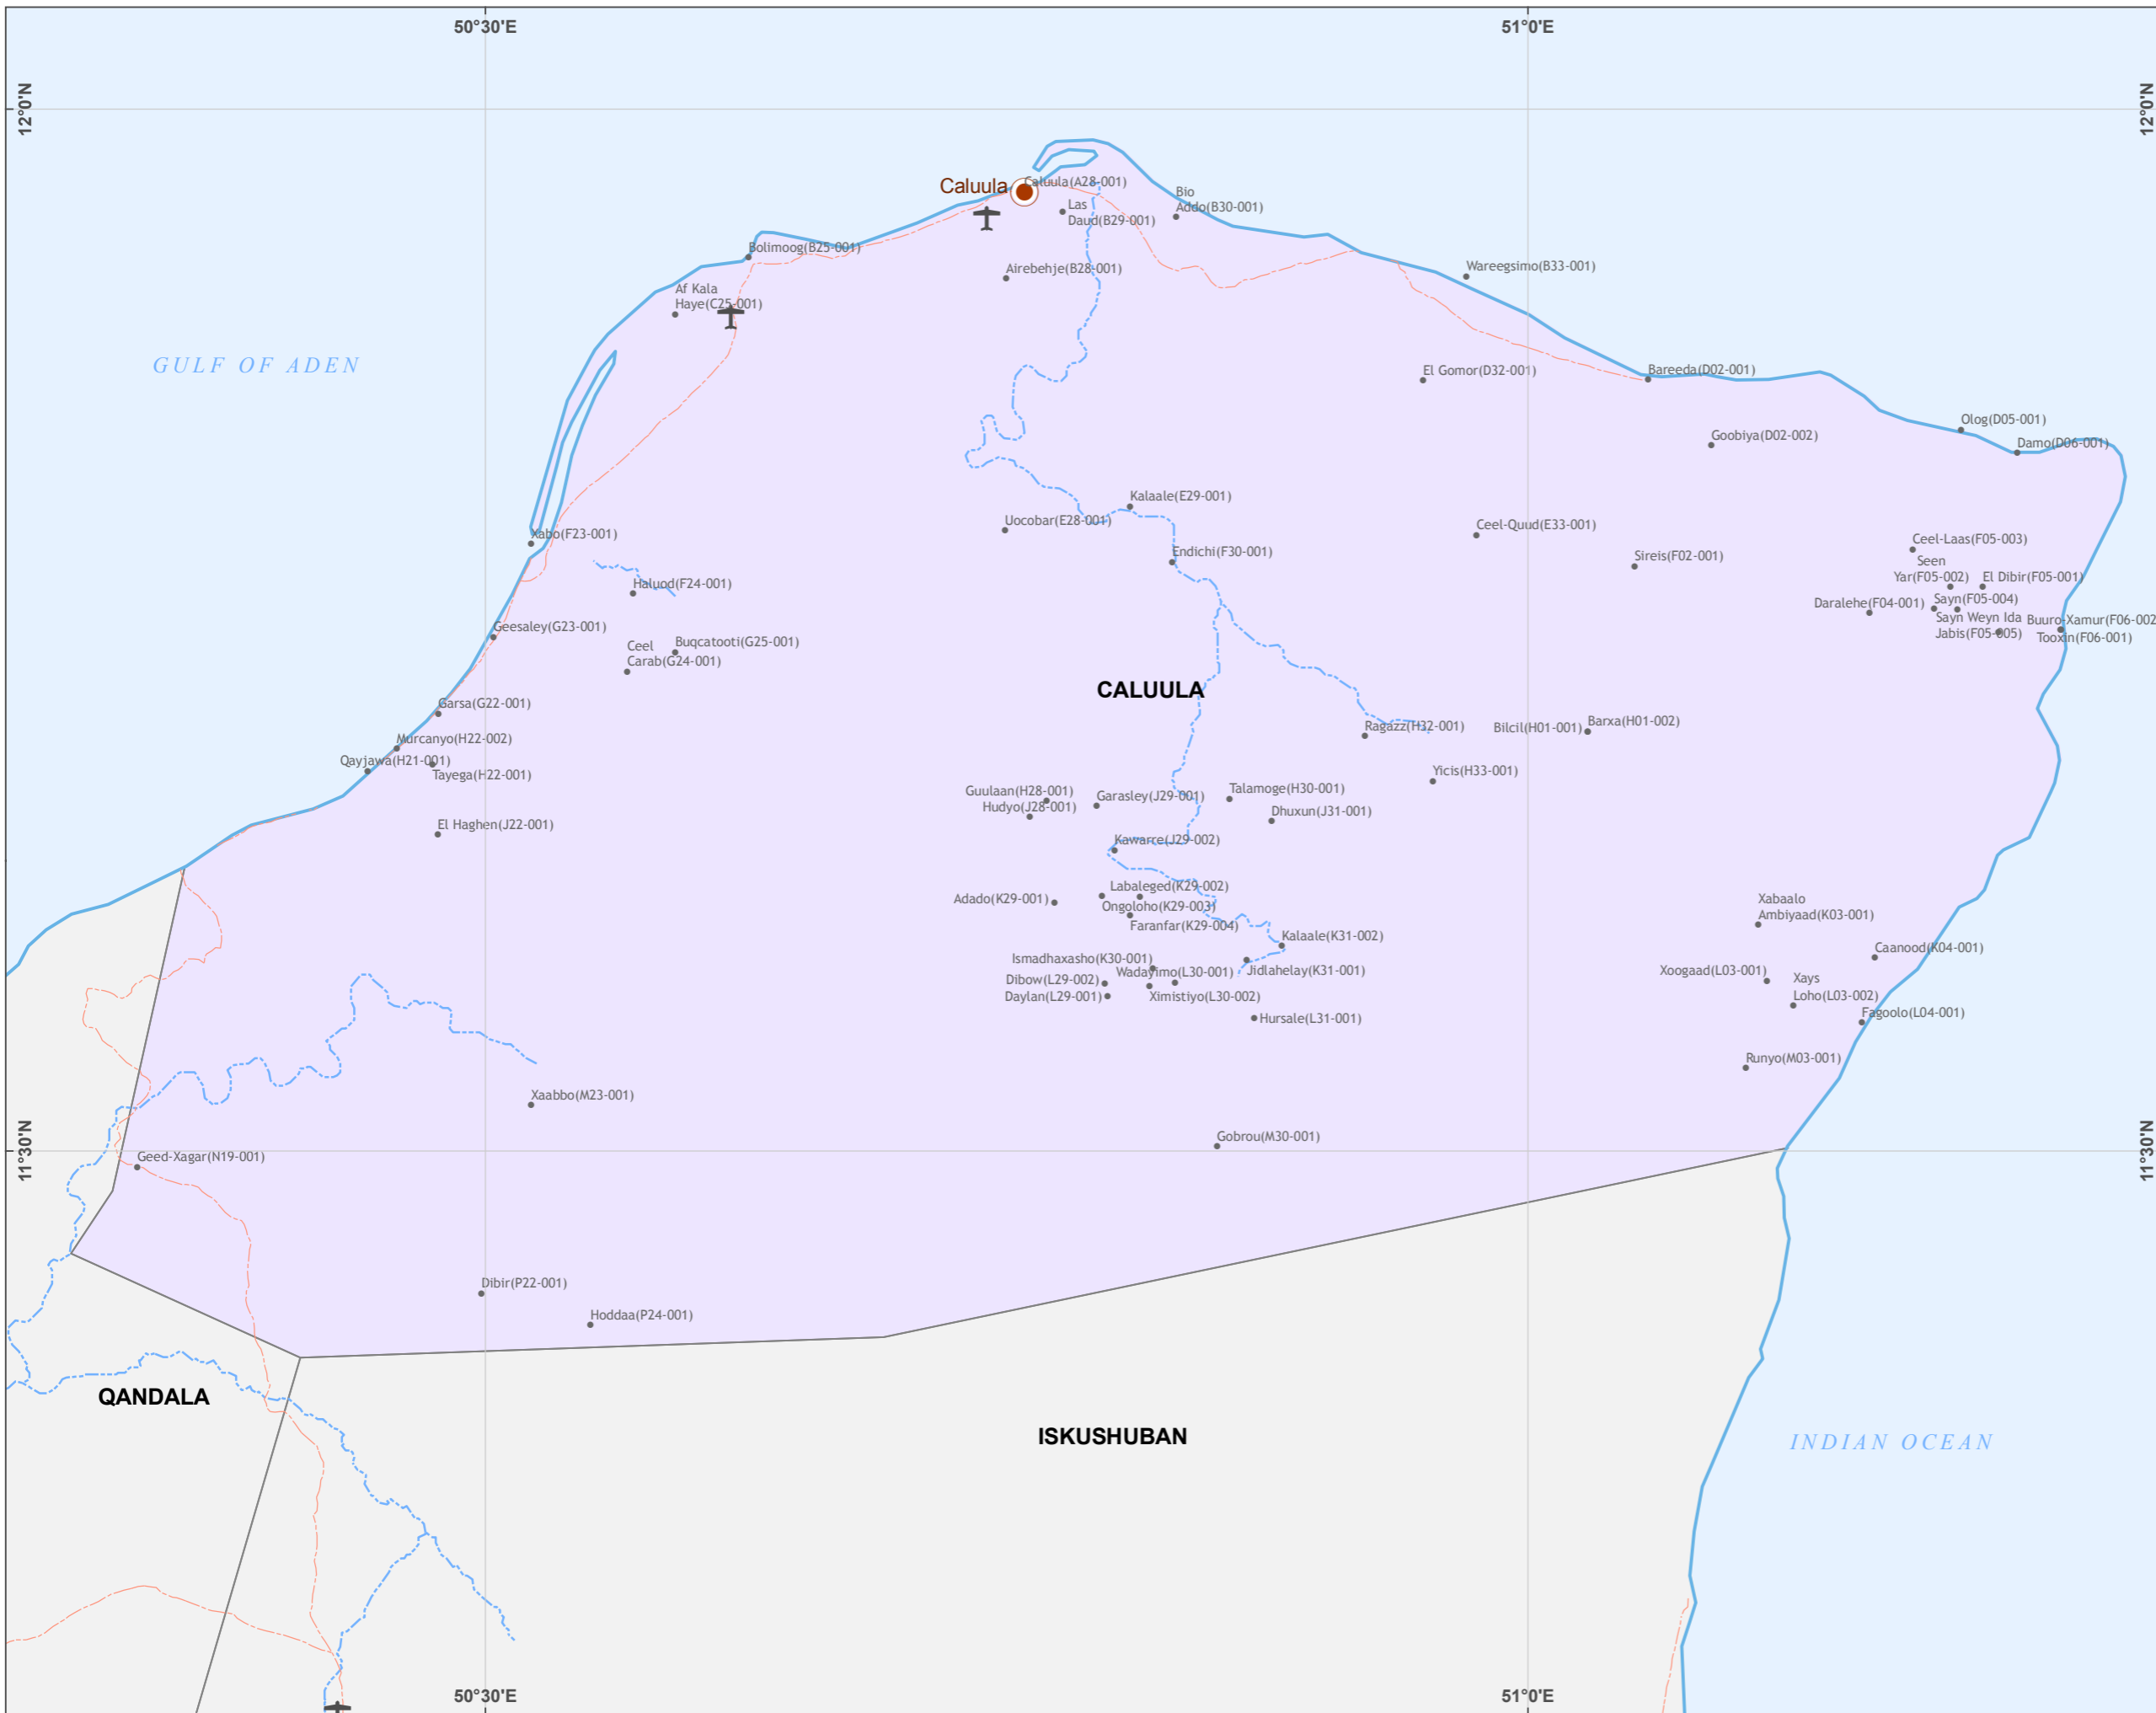 50°30'E
51°0'E
12°0'N
12°0'N
Caluula
Caluula(A28-001)
Las
Daud(B29-001)
Bio
Addo(B30-001)
Bolimoog(B25-001)
Airebehje(B28-001)
Wareegsimo(B33-001)
Af Kala
Haye(C25-001)
GULF OF ADEN
El Gomor(D32-001)
Bareeda(D02-001)
Olog(D05-001)
Goobiya(D02-002)
Damo(D06-001)
Kalaale(E29-001)
Uocobar(E28-001)
Ceel-Quud(E33-001)
Xabo(F23-001)
Endichi(F30-001)
Sireis(F02-001)
Ceel-Laas(F05-003)
Seen
Yar(F05-002)
El Dibir(F05-001)
Haluod(F24-001)
Daralehe(F04-001)
Sayn(F05-004)
Sayn Weyn Ida
Jabis(F05-005)
Buuro-Xamur(F06-002
Tooxin(F06-001)
Geesaley(G23-001)
Ceel
Carab(G24-001)
Buqcatooti(G25-001)
CALUULA
Garsa(G22-001)
Murcanyo(H22-002)
Qayjawa(H21-001)
Tayega(H22-001)
Ragazz(H32-001)
Bilcil(H01-001)
Barxa(H01-002)
Yicis(H33-001)
Guulaan(H28-001)
Hudyo(J28-001)
Garasley(J29-001)
Talamoge(H30-001)
Dhuxun(J31-001)
El Haghen(J22-001)
Kawarre(J29-002)
Labaleged(K29-002)
Adado(K29-001)
Ongoloho(K29-003)
Faranfar(K29-004)
Xabaalo
Ambiyaad(K03-001)
Kalaale(K31-002)
Caanood(K04-001)
Ismadhaxasho(K30-001)
Wadayimo(L30-001)
Jidlahelay(K31-001)
Dibow(L29-002)
Daylan(L29-001)
Ximistiyo(L30-002)
Xoogaad(L03-001)
Xays
Loho(L03-002)
Hursale(L31-001)
Fagoolo(L04-001)
Runyo(M03-001)
Xaabbo(M23-001)
Gobrou(M30-001)
11°30'N
11°30'N
Geed-Xagar(N19-001)
Dibir(P22-001)
Hoddaa(P24-001)
QANDALA
ISKUSHUBAN
INDIAN OCEAN
50°30'E
51°0'E